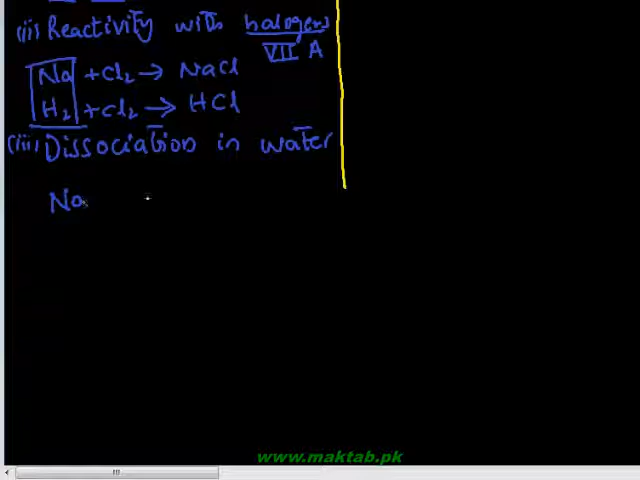 (ii) Reactivity with halogens
VII A
Na + Cl2 → NaCl
H2 + Cl2 → HCl
(iii) Dissociation in water
Na
www.maktab.pk